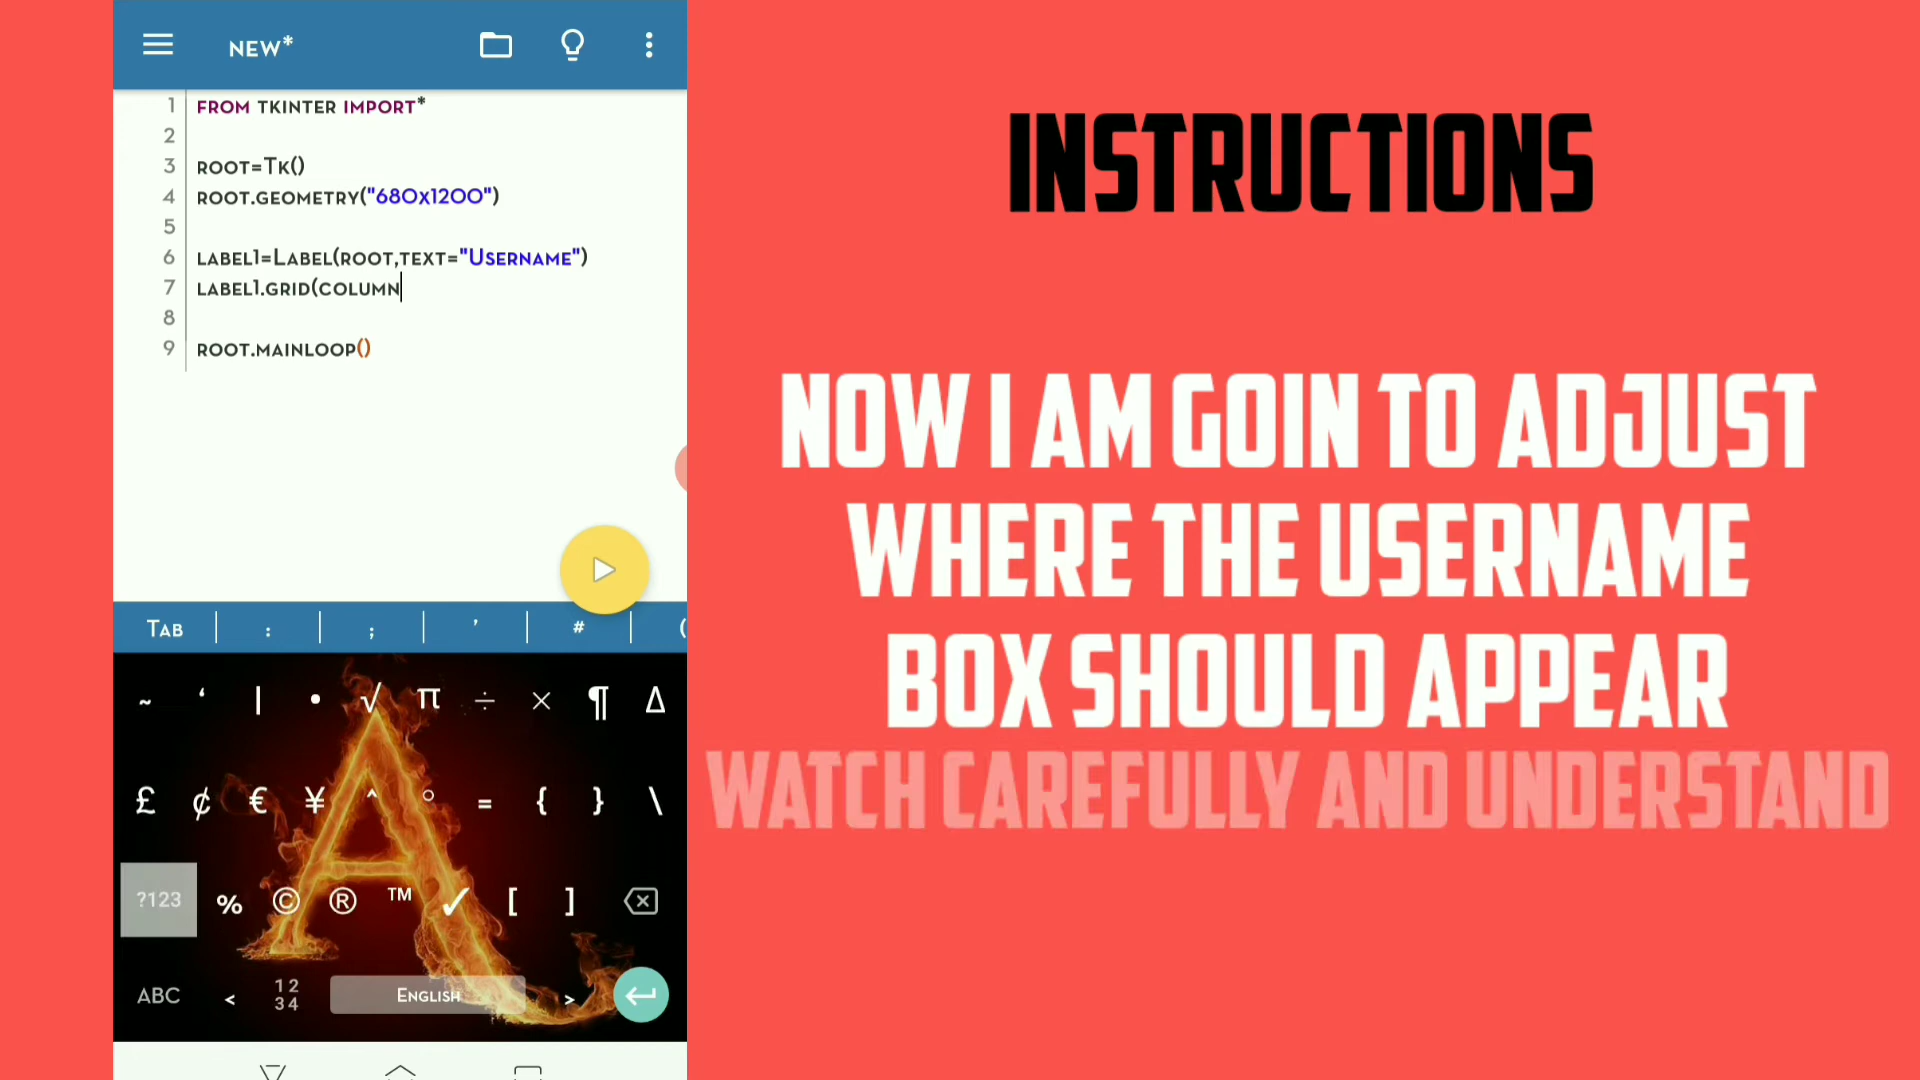 NEW*
1 FROM TKINTER IMPORT*
2
3 ROOT=TK()
4 ROOT.GEOMETRY("680X1200")
5
6 LABEL1=LABEL(ROOT,TEXT="USERNAME")
7 LABEL1.GRID(COLUMN
8
9 ROOT.MAINLOOP()
TAB : ; ' # (
~ ‘ | • √ π ÷ × ¶ Δ
£ ¢ € ¥ ^ ° = { } \
?123 % © ® ™ ✓ [ ]
ABC < 12 34 ENGLISH >
INSTRUCTIONS
NOW I AM GOIN TO ADJUST
WHERE THE USERNAME
BOX SHOULD APPEAR
WATCH CAREFULLY AND UNDERSTAND